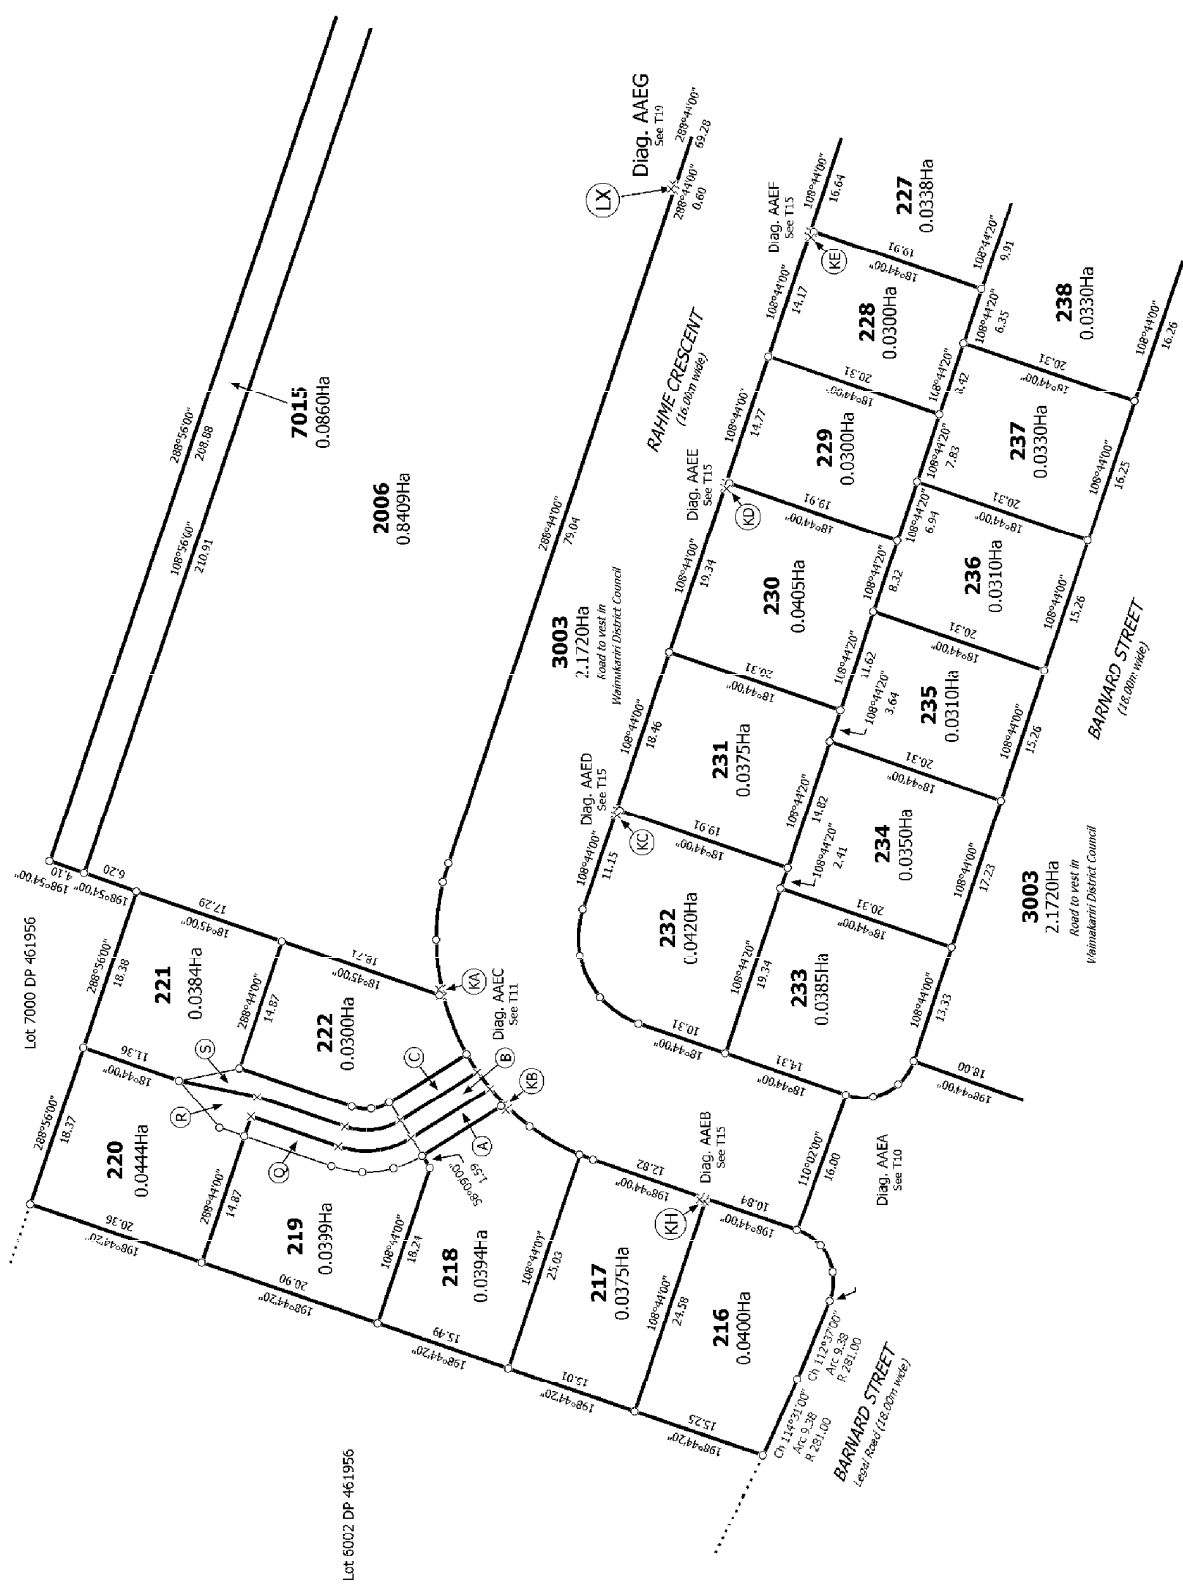 Lot 7000 DP 461956
Lot 6002 DP 461956
288°56'00"
208.88
7015
0.0860Ha
108°56'00"
210.91
2006
0.8409Ha
198°54'00"
4.10
198°54'00"
6.20
288°56'00"
18.38
18°45'00"
17.29
221
0.0384Ha
288°44'00"
14.87
18°45'00"
18.71
222
0.0300Ha
288°56'00"
18.37
18°44'00"
11.36
220
0.0444Ha
198°44'20"
20.36
288°44'00"
14.87
R
S
Q
C
B
A
KA
KB
Diag. AAEC
See T11
58°09'00"
1.59
219
0.0399Ha
198°44'20"
20.90
108°44'00"
18.24
218
0.0394Ha
198°44'20"
15.49
108°44'00"
25.03
217
0.0375Ha
198°44'20"
15.01
198°44'00"
12.82
KH
Diag. AAEB
See T15
108°44'00"
24.58
216
0.0400Ha
198°44'20"
15.25
198°44'00"
10.84
110°02'00"
16.00
Diag. AAEA
See T10
Ch 114°31'00"
Arc 9.38
R 281.00
Ch 112°37'00"
Arc 9.38
R 281.00
BARNARD STREET
Legal Road (18.00m wide)
288°44'00"
79.04
LX
Diag. AAEG
See T19
288°44'00"
0.60
288°44'00"
69.28
RAHME CRESCENT
(16.00m wide)
3003
2.1720Ha
Road to vest in
Waimakariri District Council
Diag. AAED
See T15
KC
108°44'00"
11.15
108°44'00"
18.46
108°44'00"
19.34
Diag. AAEE
See T15
KD
108°44'00"
14.77
108°44'00"
14.17
Diag. AAEF
See T15
KE
108°44'00"
16.64
227
0.0338Ha
228
0.0300Ha
18°44'00"
19.91
229
0.0300Ha
18°44'00"
20.31
230
0.0405Ha
18°44'00"
19.91
231
0.0375Ha
18°44'00"
20.31
232
0.0420Ha
18°44'00"
19.91
18°44'00"
10.31
108°44'20"
19.34
108°44'20"
2.41
108°44'20"
14.82
108°44'20"
3.64
108°44'20"
11.62
108°44'20"
8.32
108°44'20"
6.94
108°44'20"
7.83
108°44'20"
108°44'20"
6.35
108°44'20"
9.91
233
0.0385Ha
18°44'00"
14.31
18°44'00"
20.31
234
0.0350Ha
18°44'00"
20.31
235
0.0310Ha
18°44'00"
20.31
236
0.0310Ha
18°44'00"
20.31
237
0.0330Ha
18°44'00"
20.31
238
0.0330Ha
108°44'00"
13.33
198°44'00"
18.00
108°44'00"
17.23
108°44'00"
15.26
108°44'00"
15.26
108°44'00"
16.25
108°44'00"
16.26
3003
2.1720Ha
Road to vest in
Waimakariri District Council
BARNARD STREET
(18.00m wide)